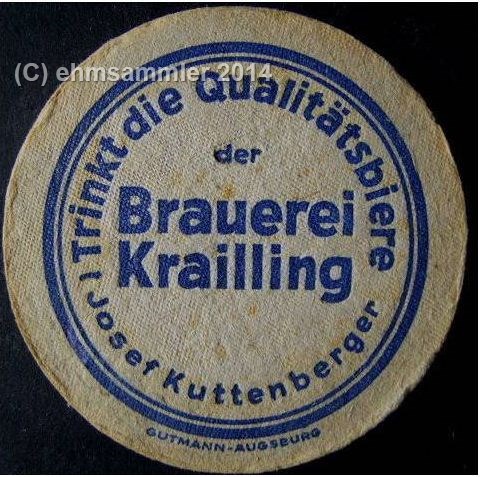 (C) ehmsammler 2014
Trinkt die Qualitätsbiere
der
Brauerei
Krailling
Josef Kuttenberger
GUTMANN-AUGSBURG